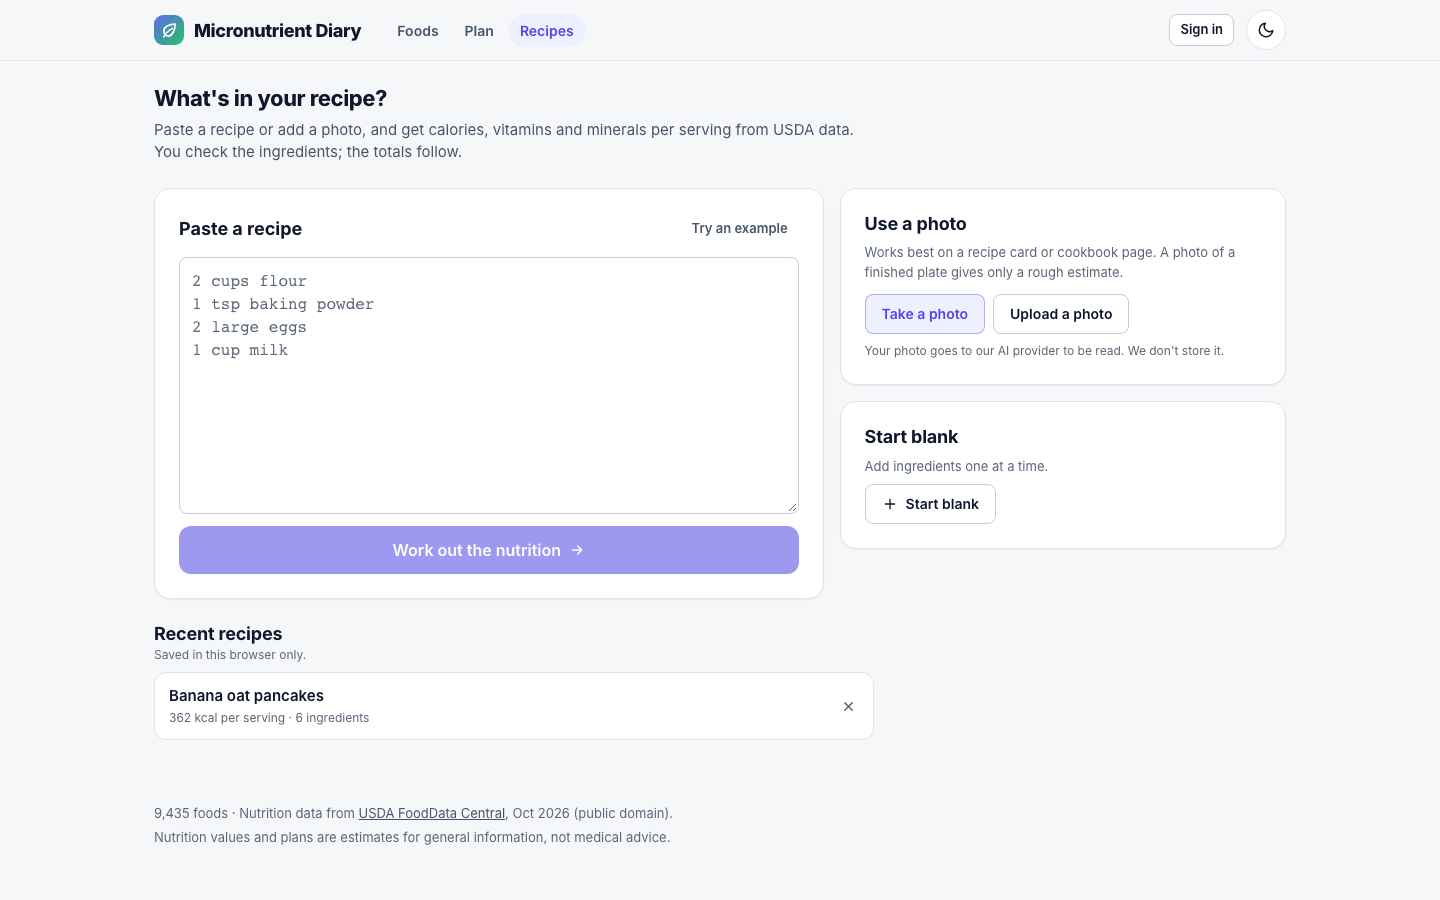 Micronutrient Diary
Foods
Plan
Recipes
Sign in
What's in your recipe?
Paste a recipe or add a photo, and get calories, vitamins and minerals per serving from USDA data.
You check the ingredients; the totals follow.
Paste a recipe
Try an example
2 cups flour
1 tsp baking powder
2 large eggs
1 cup milk
Work out the nutrition →
Use a photo
Works best on a recipe card or cookbook page. A photo of a
finished plate gives only a rough estimate.
Take a photo
Upload a photo
Your photo goes to our AI provider to be read. We don't store it.
Start blank
Add ingredients one at a time.
+ Start blank
Recent recipes
Saved in this browser only.
Banana oat pancakes
362 kcal per serving · 6 ingredients
9,435 foods · Nutrition data from USDA FoodData Central, Oct 2026 (public domain).
Nutrition values and plans are estimates for general information, not medical advice.